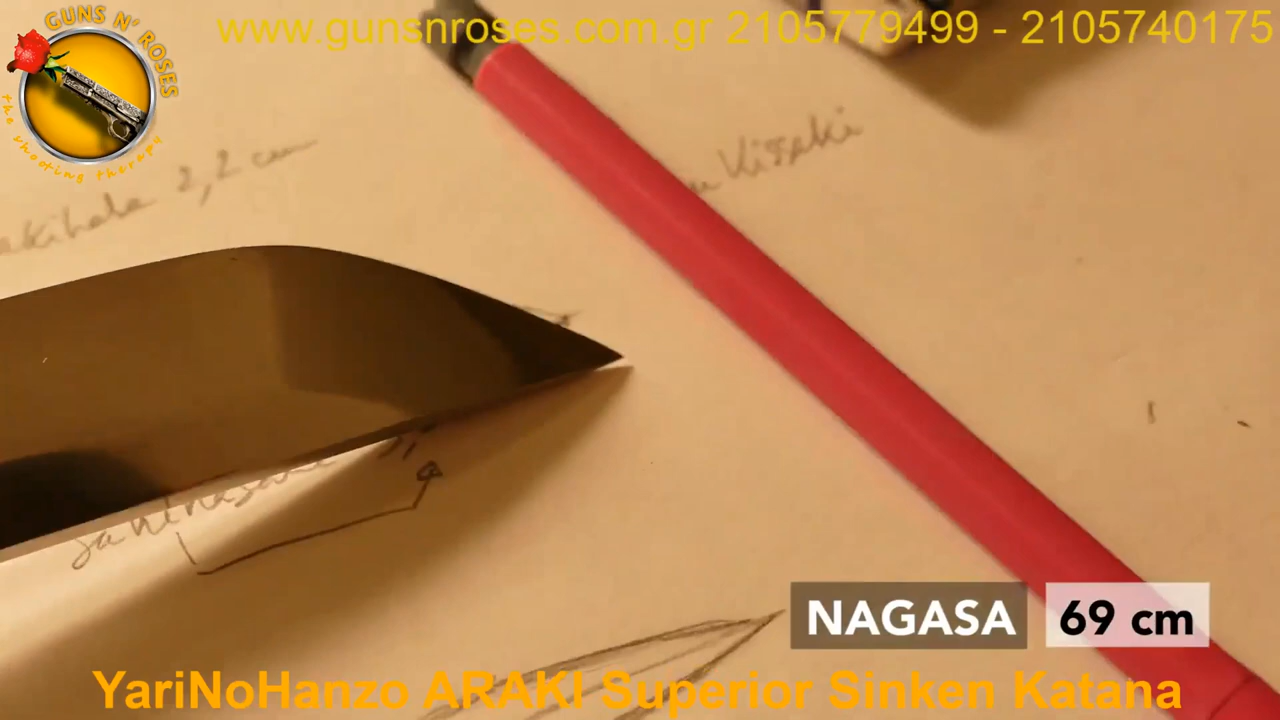 GUNS N' ROSES
the shooting therapy
www.gunsnroses.com.gr 2105779499 - 2105740175
2,2 cm
Kissaki
NAGASA 69 cm
YariNoHanzo ARAKI Superior Sinken Katana